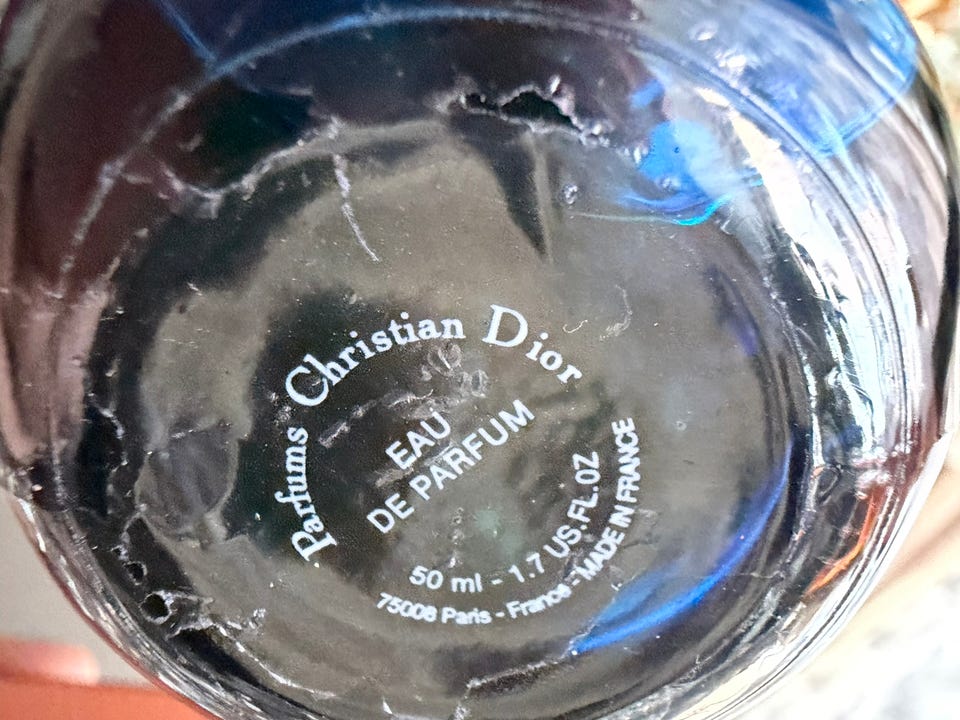 Parfums Christian Dior
EAU
DE PARFUM
50 ml - 1.7 US.FL.OZ
75008 Paris - France - MADE IN FRANCE